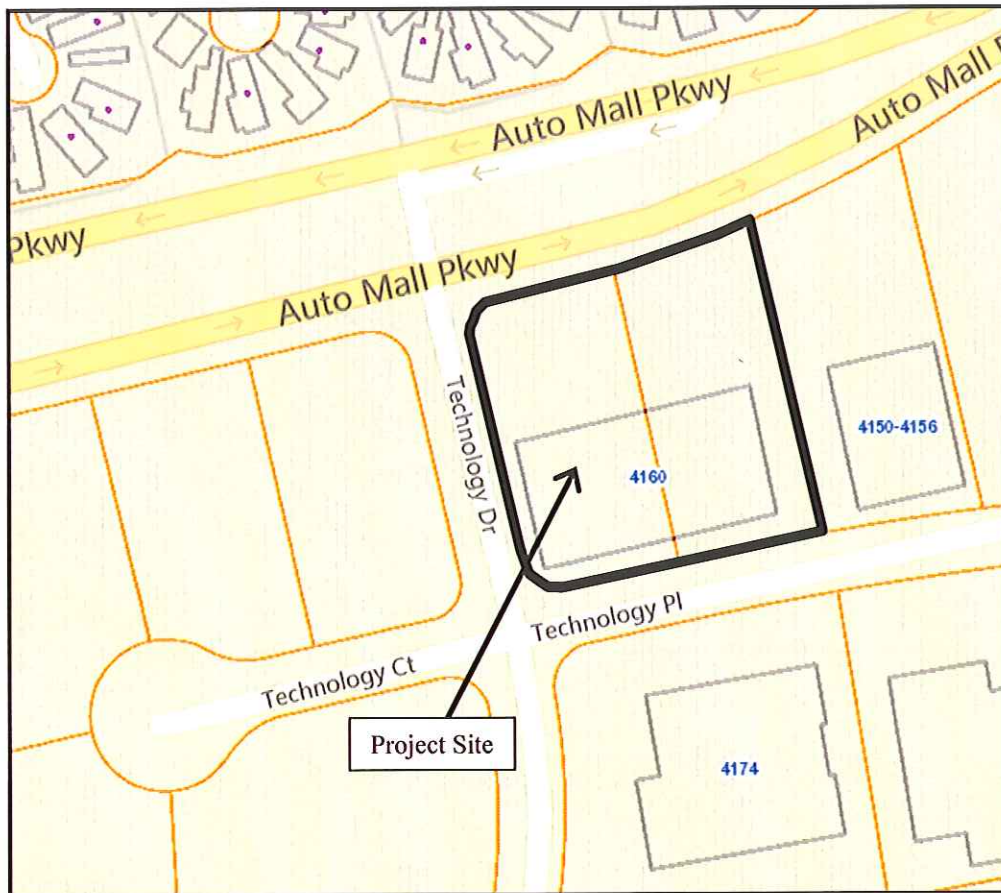 Auto Mall Pkwy
Auto Mall P
Pkwy
Auto Mall Pkwy
Technology Dr
4150-4156
4160
Technology Pl
Technology Ct
Project Site
4174